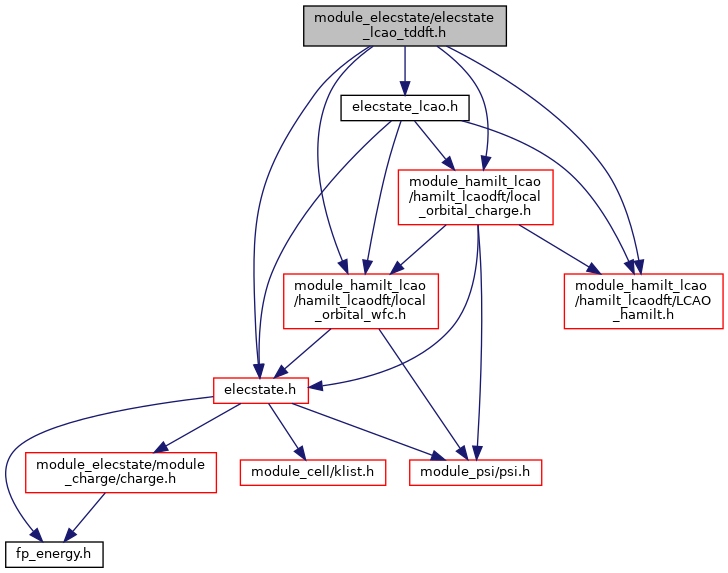 module_elecstate/elecstate
_lcao_tddft.h
elecstate_lcao.h
module_hamilt_lcao
/hamilt_lcaodft/local
_orbital_charge.h
module_hamilt_lcao
/hamilt_lcaodft/local
_orbital_wfc.h
module_hamilt_lcao
/hamilt_lcaodft/LCAO
_hamilt.h
elecstate.h
module_elecstate/module
_charge/charge.h
module_cell/klist.h
module_psi/psi.h
fp_energy.h